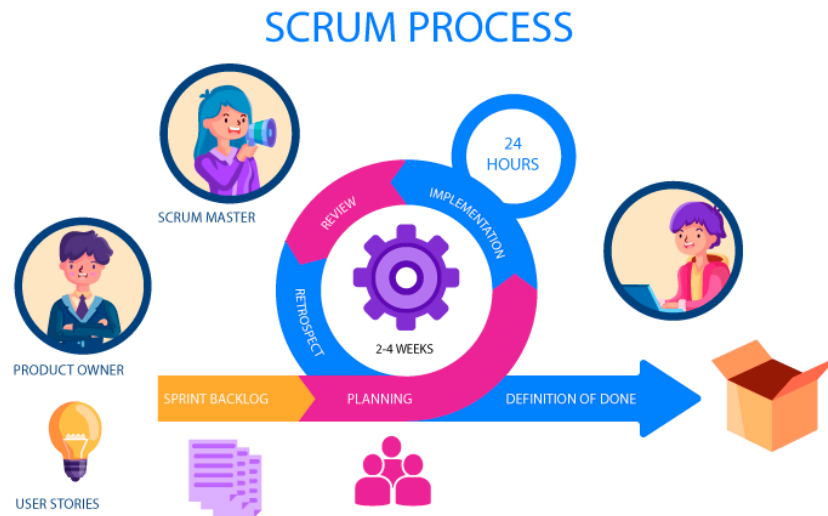 SCRUM PROCESS
24
HOURS
SCRUM MASTER
REVIEW
IMPLEMENTATION
RETROSPECT
2-4 WEEKS
PRODUCT OWNER
SPRINT BACKLOG
PLANNING
DEFINITION OF DONE
USER STORIES